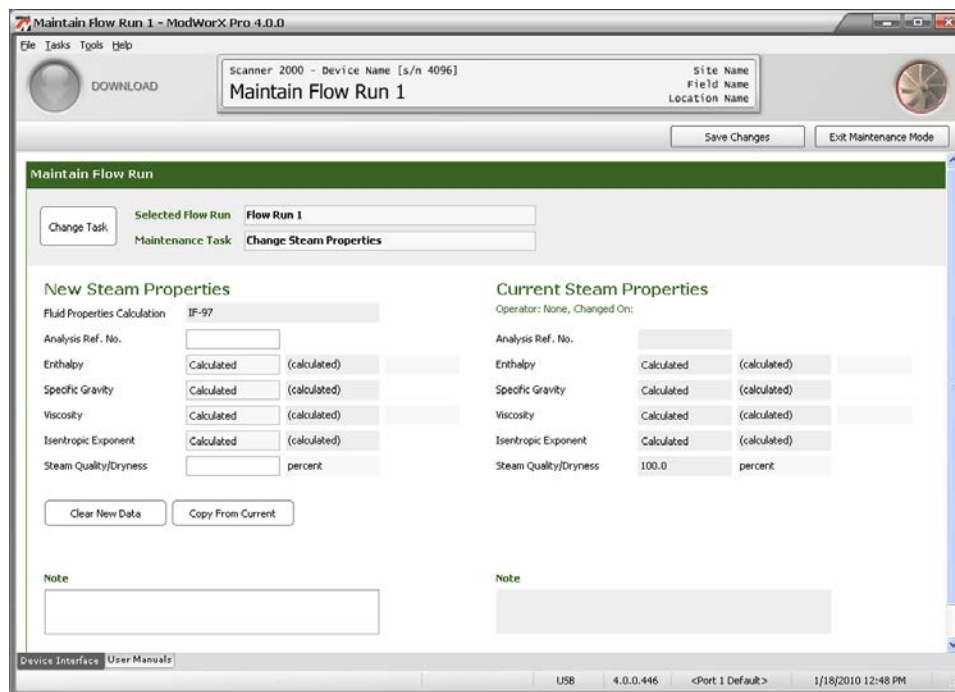 Maintain Flow Run 1 - ModWorX Pro 4.0.0
File Tasks Tools Help
DOWNLOAD
Scanner 2000 - Device Name [s/n 4096]
Maintain Flow Run 1
Site Name
Field Name
Location Name
Save Changes Exit Maintenance Mode
Maintain Flow Run
Change Task
Selected Flow Run Flow Run 1
Maintenance Task Change Steam Properties
New Steam Properties
Fluid Properties Calculation IF-97
Analysis Ref. No.
Enthalpy Calculated (calculated)
Specific Gravity Calculated (calculated)
Viscosity Calculated (calculated)
Isentropic Exponent Calculated (calculated)
Steam Quality/Dryness percent
Clear New Data Copy From Current
Note
Current Steam Properties
Operator: None, Changed On:
Analysis Ref. No.
Enthalpy Calculated (calculated)
Specific Gravity Calculated (calculated)
Viscosity Calculated (calculated)
Isentropic Exponent Calculated (calculated)
Steam Quality/Dryness 100.0 percent
Note
Device Interface User Manuals
USB 4.0.0.446 <Port 1 Default> 1/18/2010 12:48 PM